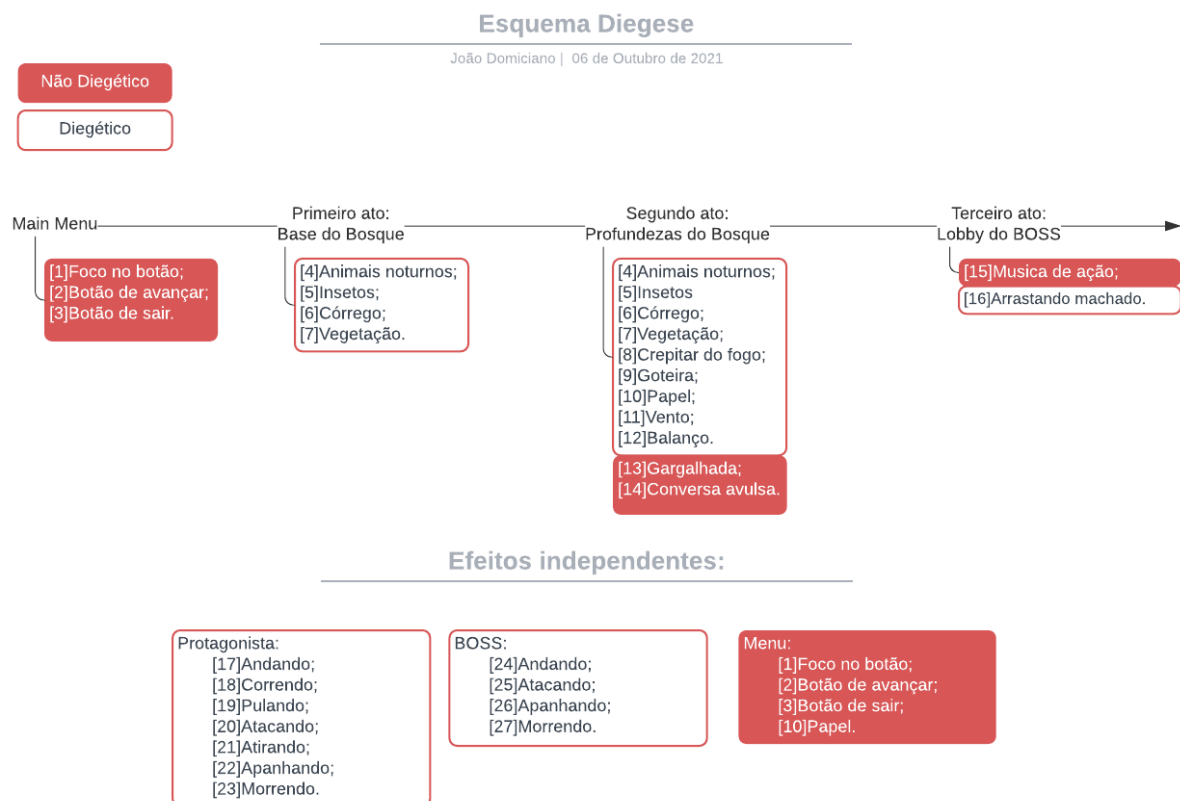 Esquema Diegese
João Domiciano | 06 de Outubro de 2021
Não Diegético
Diegético
Main Menu
[1]Foco no botão;
[2]Botão de avançar;
[3]Botão de sair.
Primeiro ato:
Base do Bosque
[4]Animais noturnos;
[5]Insetos;
[6]Córrego;
[7]Vegetação.
Segundo ato:
Profundezas do Bosque
[4]Animais noturnos;
[5]Insetos
[6]Córrego;
[7]Vegetação;
[8]Crepitar do fogo;
[9]Goteira;
[10]Papel;
[11]Vento;
[12]Balanço.
[13]Gargalhada;
[14]Conversa avulsa.
Terceiro ato:
Lobby do BOSS
[15]Musica de ação;
[16]Arrastando machado.
Efeitos independentes:
Protagonista:
[17]Andando;
[18]Correndo;
[19]Pulando;
[20]Atacando;
[21]Atirando;
[22]Apanhando;
[23]Morrendo.
BOSS:
[24]Andando;
[25]Atacando;
[26]Apanhando;
[27]Morrendo.
Menu:
[1]Foco no botão;
[2]Botão de avançar;
[3]Botão de sair;
[10]Papel.